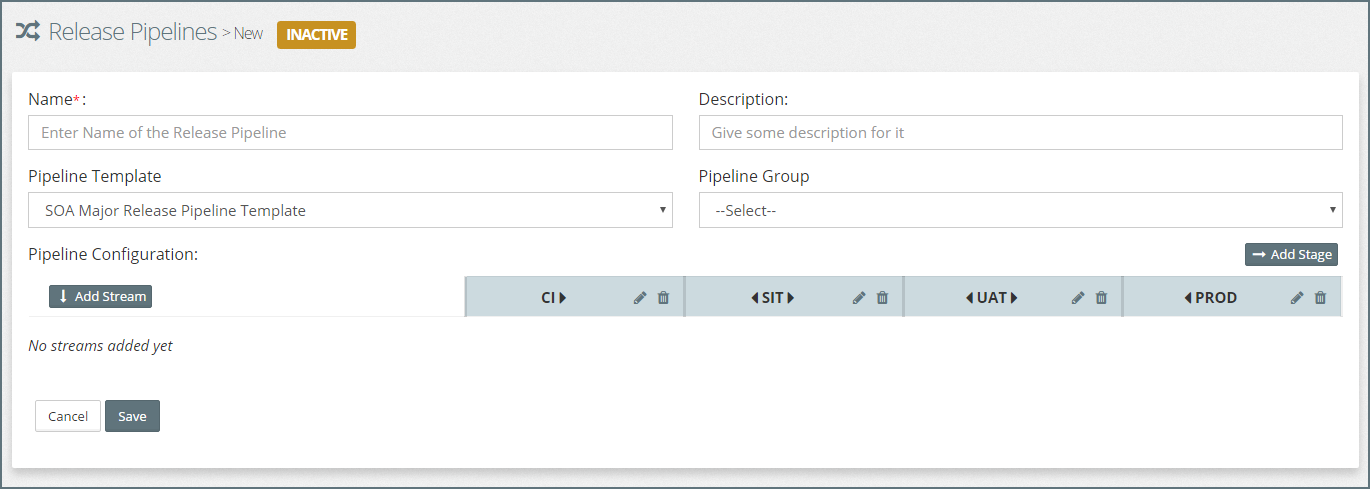 Release Pipelines > New INACTIVE
Name*: Description:
Enter Name of the Release Pipeline Give some description for it
Pipeline Template Pipeline Group
SOA Major Release Pipeline Template --Select--
Pipeline Configuration: Add Stage
Add Stream CI SIT UAT PROD
No streams added yet
Cancel Save